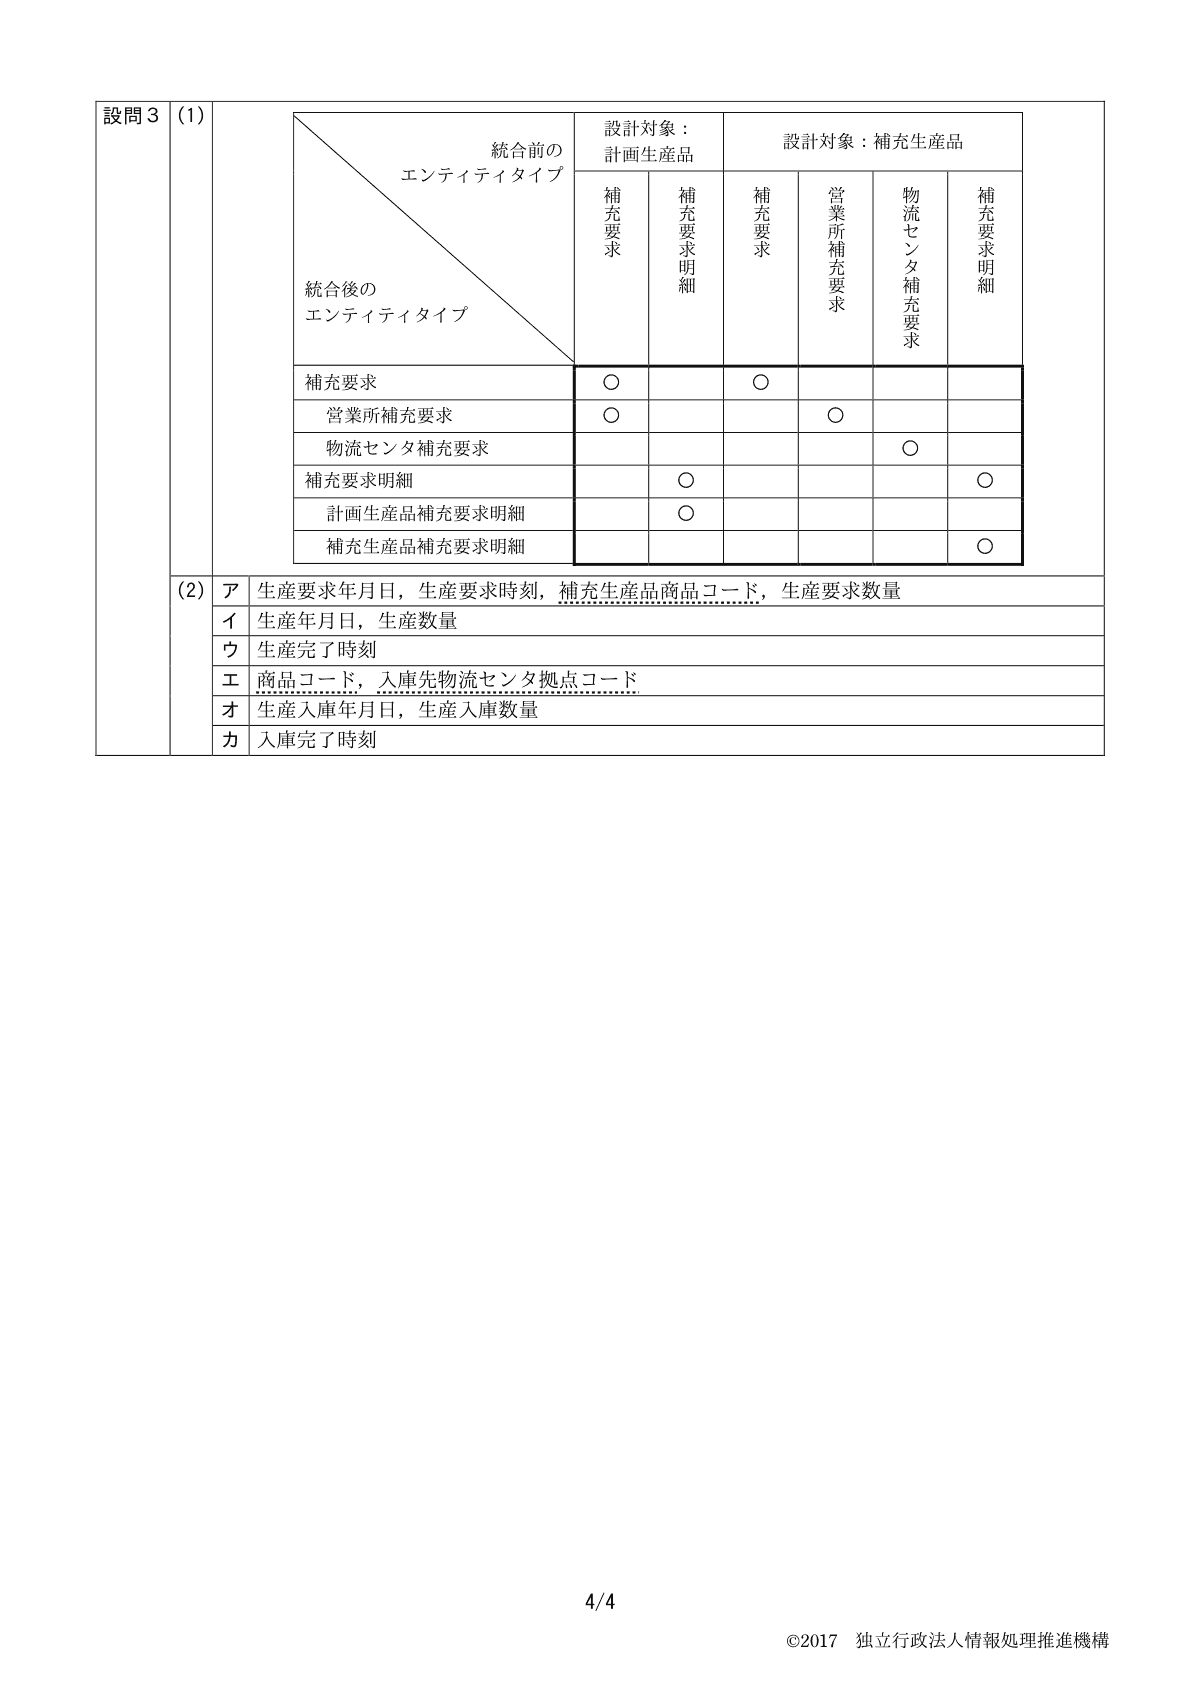 設問3 (1)
設計対象：
計画生産品
設計対象：補充生産品
統合前の
エンティティタイプ
統合後の
エンティティタイプ
補充要求
補充要求明細
補充要求
営業所補充要求
物流センタ補充要求
補充要求明細
補充要求 ○ ○
営業所補充要求 ○ ○
物流センタ補充要求 ○
補充要求明細 ○ ○
計画生産品補充要求明細 ○
補充生産品補充要求明細 ○
(2) ア 生産要求年月日，生産要求時刻，補充生産品商品コード，生産要求数量
イ 生産年月日，生産数量
ウ 生産完了時刻
エ 商品コード，入庫先物流センタ拠点コード
オ 生産入庫年月日，生産入庫数量
カ 入庫完了時刻
4/4
©2017 独立行政法人情報処理推進機構